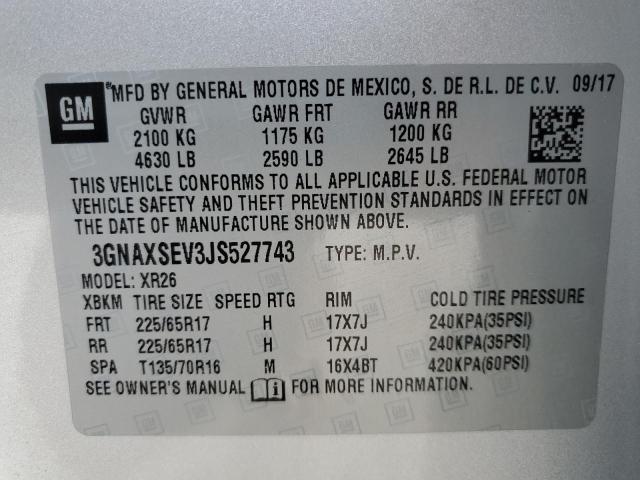 GM
MFD BY GENERAL MOTORS DE MEXICO, S. DE R.L. DE C.V. 09/17
GVWR GAWR FRT GAWR RR
2100 KG 1175 KG 1200 KG
4630 LB 2590 LB 2645 LB
THIS VEHICLE CONFORMS TO ALL APPLICABLE U.S. FEDERAL MOTOR
VEHICLE SAFETY AND THEFT PREVENTION STANDARDS IN EFFECT ON
THE DATE OF MANUFACTURE SHOWN ABOVE.
3GNAXSEV3JS527743 TYPE: M.P.V.
MODEL: XR26
XBKM TIRE SIZE SPEED RTG RIM COLD TIRE PRESSURE
FRT 225/65R17 H 17X7J 240KPA(35PSI)
RR 225/65R17 H 17X7J 240KPA(35PSI)
SPA T135/70R16 M 16X4BT 420KPA(60PSI)
SEE OWNER'S MANUAL i FOR MORE INFORMATION.